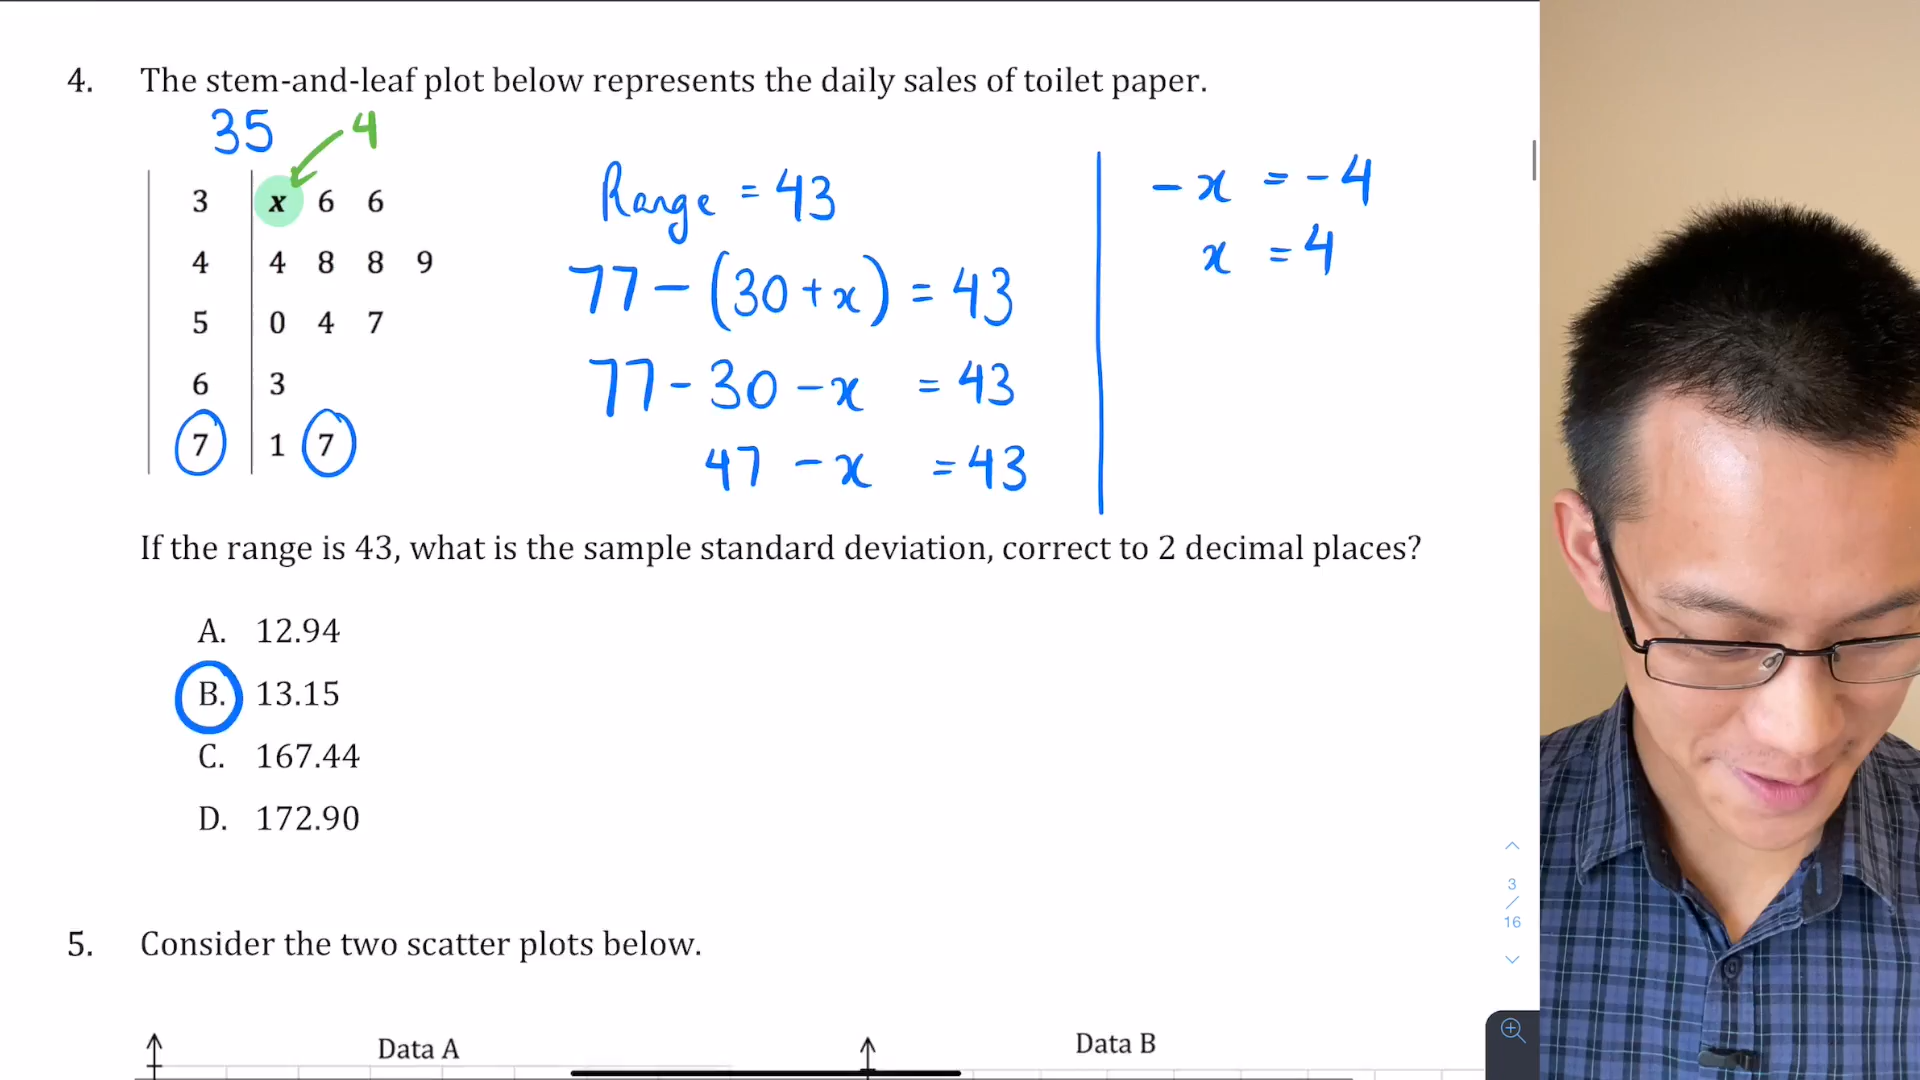 4. The stem-and-leaf plot below represents the daily sales of toilet paper.
35 4
3 x 6 6
4 4 8 8 9
5 0 4 7
6 3
7 1 7
Range = 43
77 - (30 + x) = 43
77 - 30 - x = 43
47 - x = 43
- x = - 4
x = 4
If the range is 43, what is the sample standard deviation, correct to 2 decimal places?
A. 12.94
B. 13.15
C. 167.44
D. 172.90
5. Consider the two scatter plots below.
Data A
Data B
3
/
16